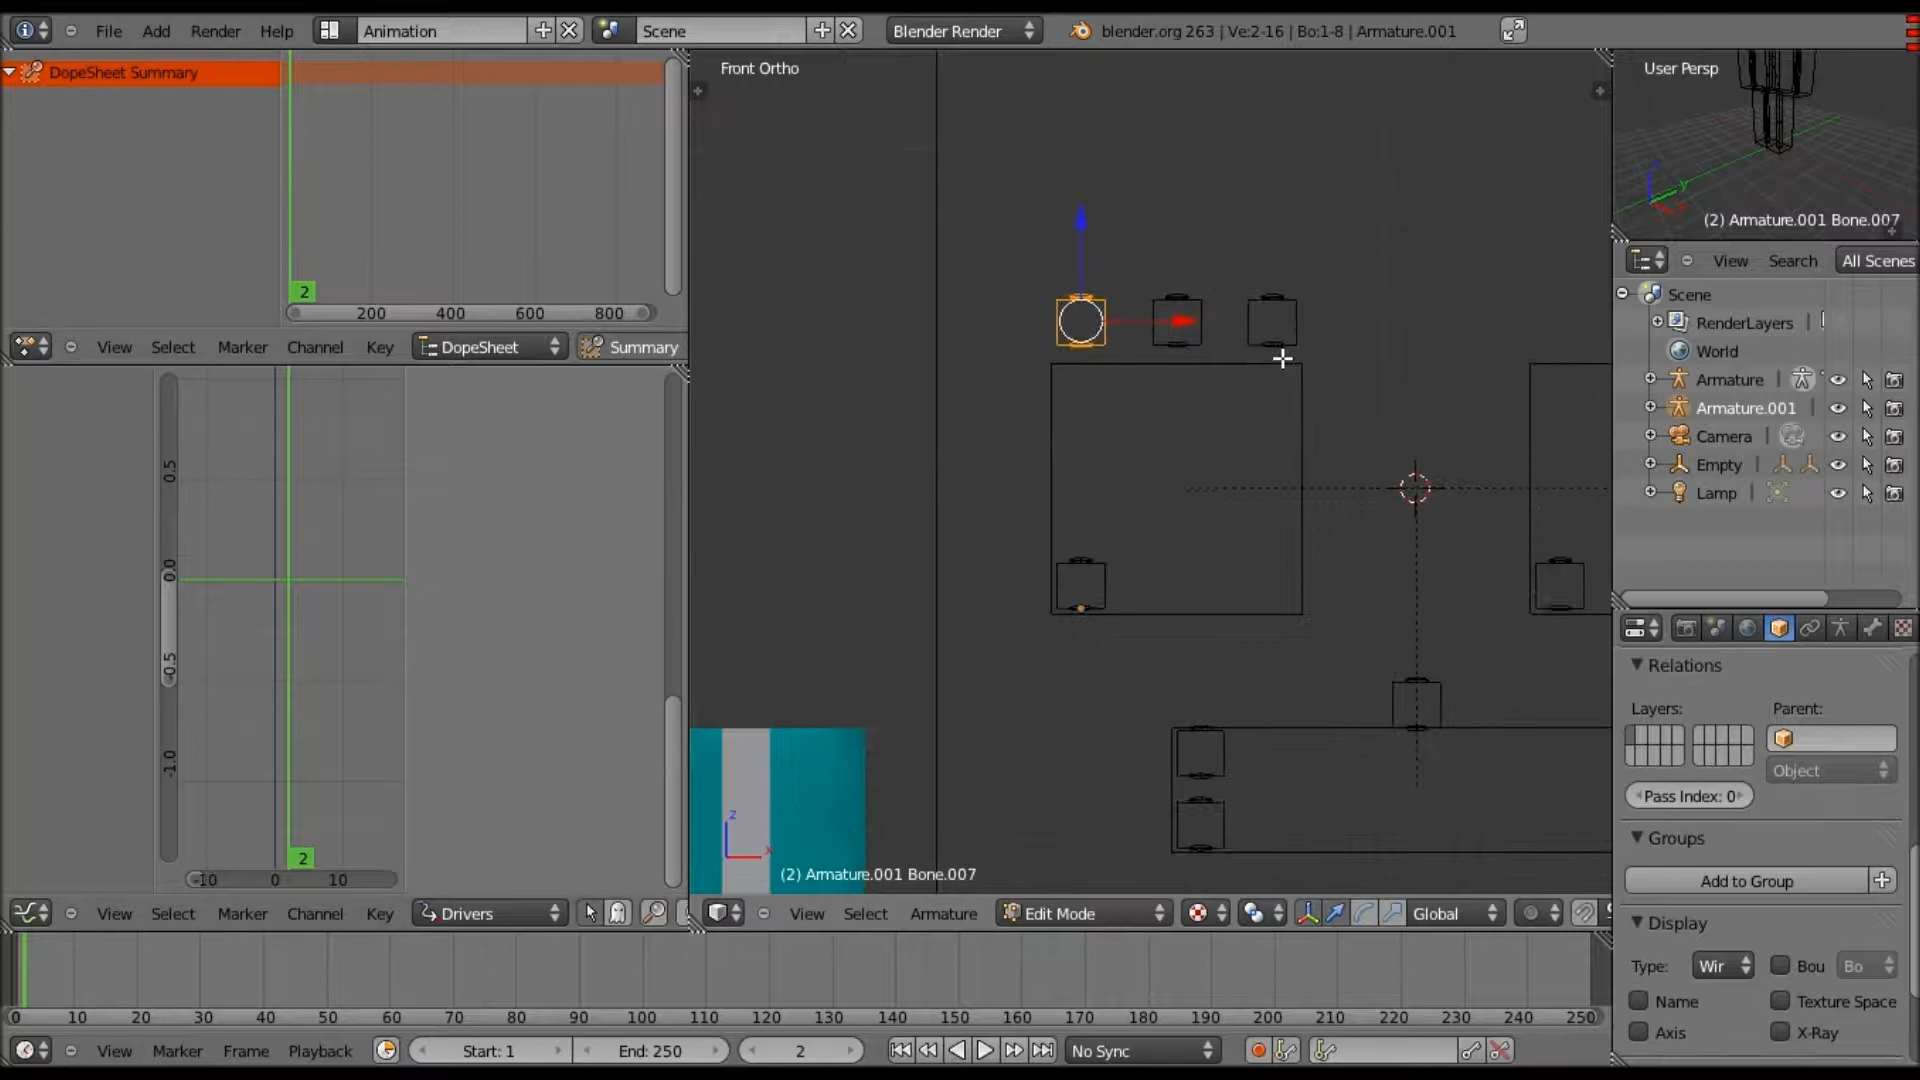 File Add Render Help Animation Scene Blender Render blender.org 263 | Ve:2-16 | Bo:1-8 | Armature.001
DopeSheet Summary
2
200 400 600 800
View Select Marker Channel Key DopeSheet Summary
0.5
0.0
-0.5
-1.0
2
-10 0 10
View Select Marker Channel Key Drivers
Front Ortho
z
x
(2) Armature.001 Bone.007
View Select Armature Edit Mode Global
User Persp
z
y
(2) Armature.001 Bone.007
View Search All Scenes
Scene
RenderLayers |
World
Armature |
Armature.001 |
Camera |
Empty |
Lamp |
Relations
Layers: Parent:
Object
Pass Index: 0
Groups
Add to Group
Display
Type: Wir Bou Bo
Name Texture Space
Axis X-Ray
0 10 20 30 40 50 60 70 80 90 100 110 120 130 140 150 160 170 180 190 200 210 220 230 240 250
View Marker Frame Playback Start: 1 End: 250 2 No Sync